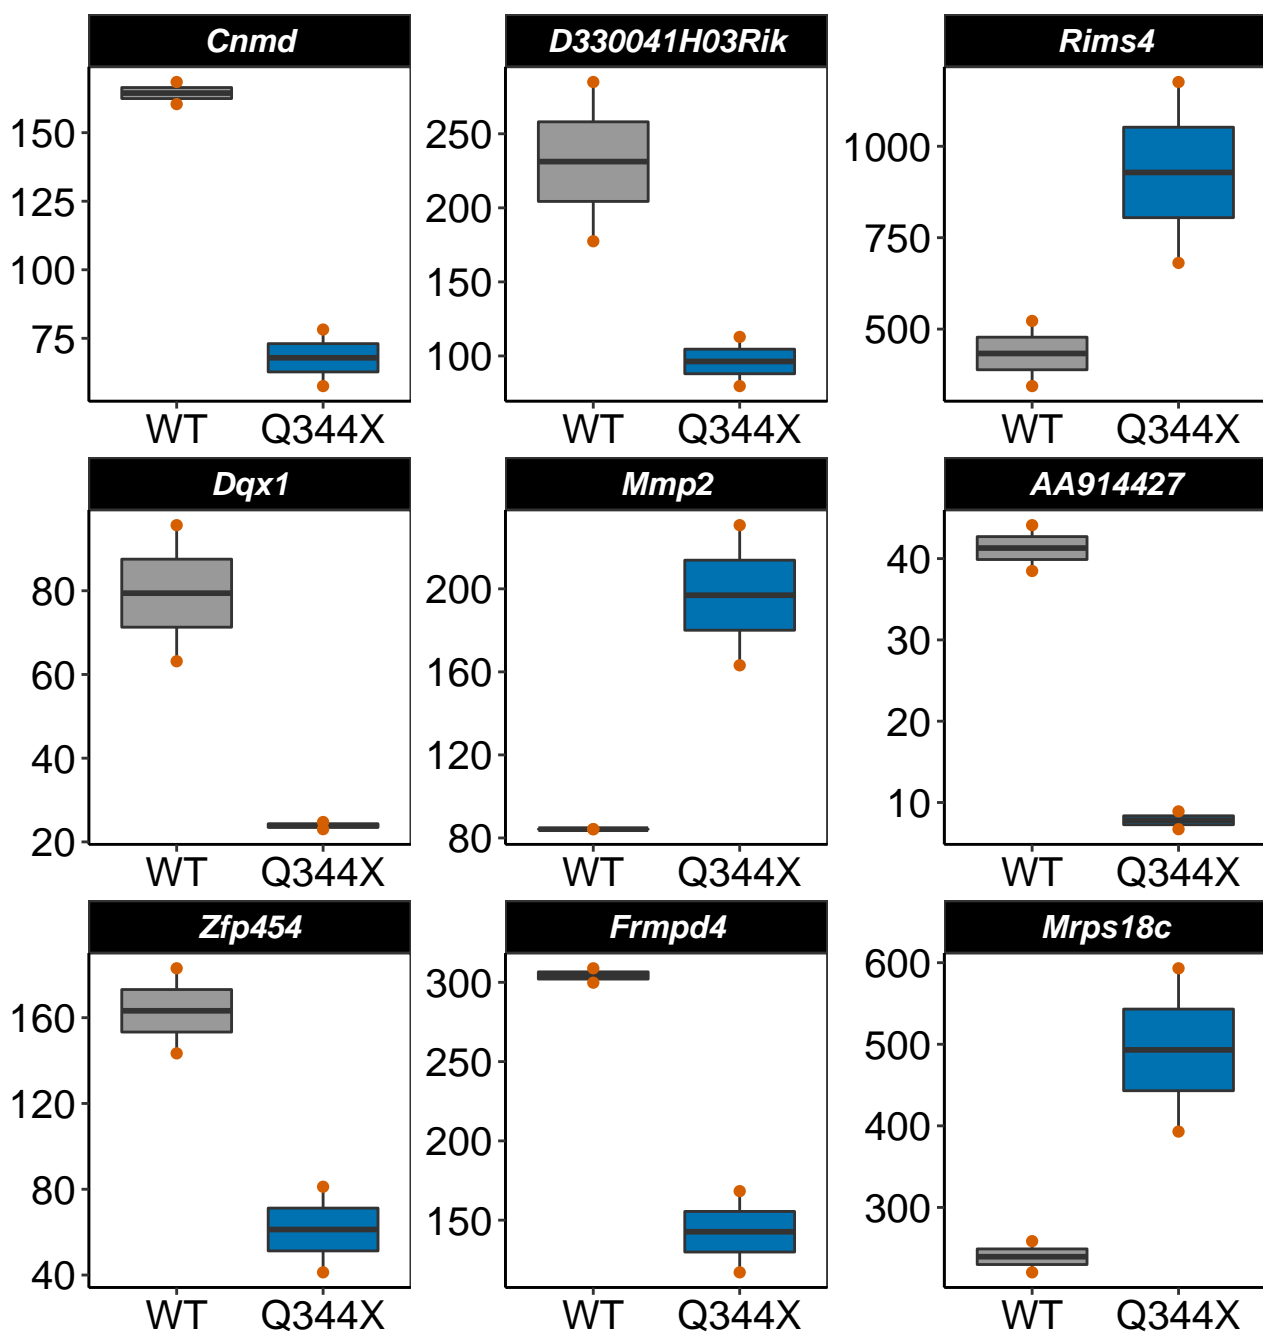 Cnmd
D330041H03Rik
Rims4
150
125
100
75
WT Q344X
250
200
150
100
WT Q344X
1000
750
500
WT Q344X
Dqx1
Mmp2
AA914427
80
60
40
20
WT Q344X
200
160
120
80
WT Q344X
40
30
20
10
WT Q344X
Zfp454
Frmpd4
Mrps18c
160
120
80
40
WT Q344X
300
250
200
150
WT Q344X
600
500
400
300
WT Q344X